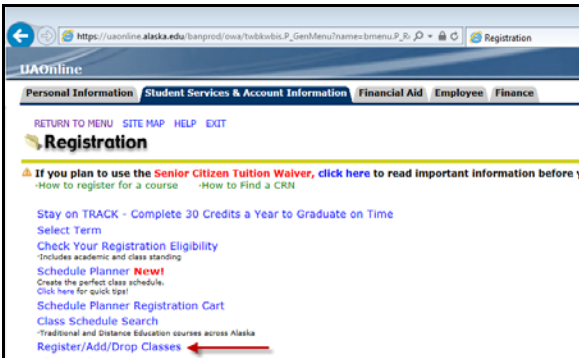 https://uaonline.alaska.edu/banprod/owa/twbkwbis.P_GenMenu?name=bmenu.P_R
Registration
UAOnline
Personal Information Student Services & Account Information Financial Aid Employee Finance
RETURN TO MENU SITE MAP HELP EXIT
Registration
If you plan to use the Senior Citizen Tuition Waiver, click here to read important information before
-How to register for a course -How to Find a CRN
Stay on TRACK - Complete 30 Credits a Year to Graduate on Time
Select Term
Check Your Registration Eligibility
-Includes academic and class standing
Schedule Planner New!
Create the perfect class schedule.
Click here for quick tips!
Schedule Planner Registration Cart
Class Schedule Search
-Traditional and Distance Education courses across Alaska
Register/Add/Drop Classes